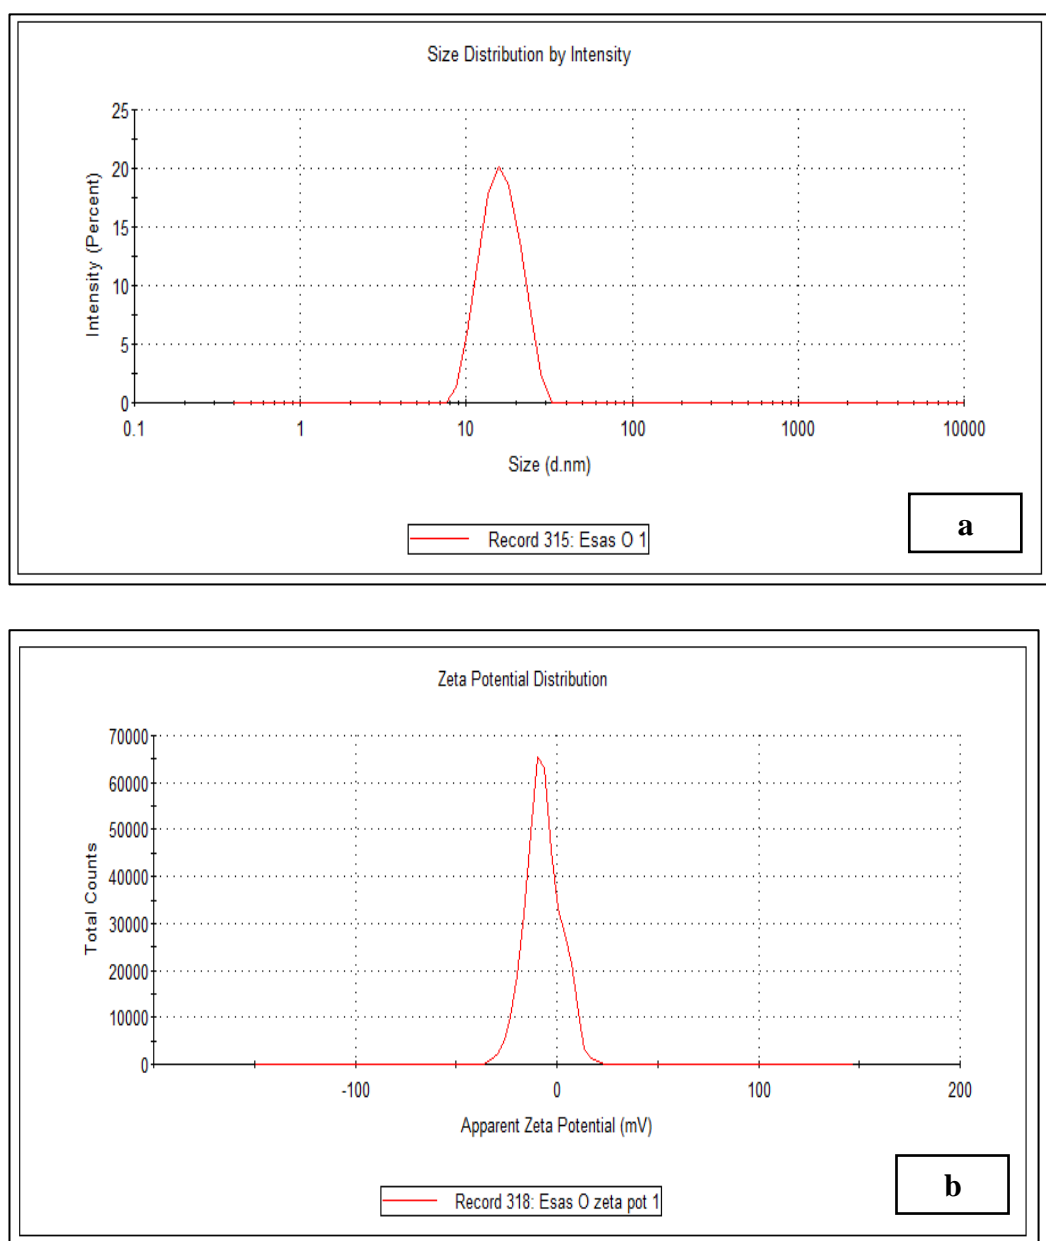 Size Distribution by Intensity
25
20
15
10
5
0
Intensity (Percent)
0.1 1 10 100 1000 10000
Size (d.nm)
Record 315: Esas O 1
a
Zeta Potential Distribution
70000
60000
50000
40000
30000
20000
10000
0
Total Counts
-100 0 100 200
Apparent Zeta Potential (mV)
Record 318: Esas O zeta pot 1
b